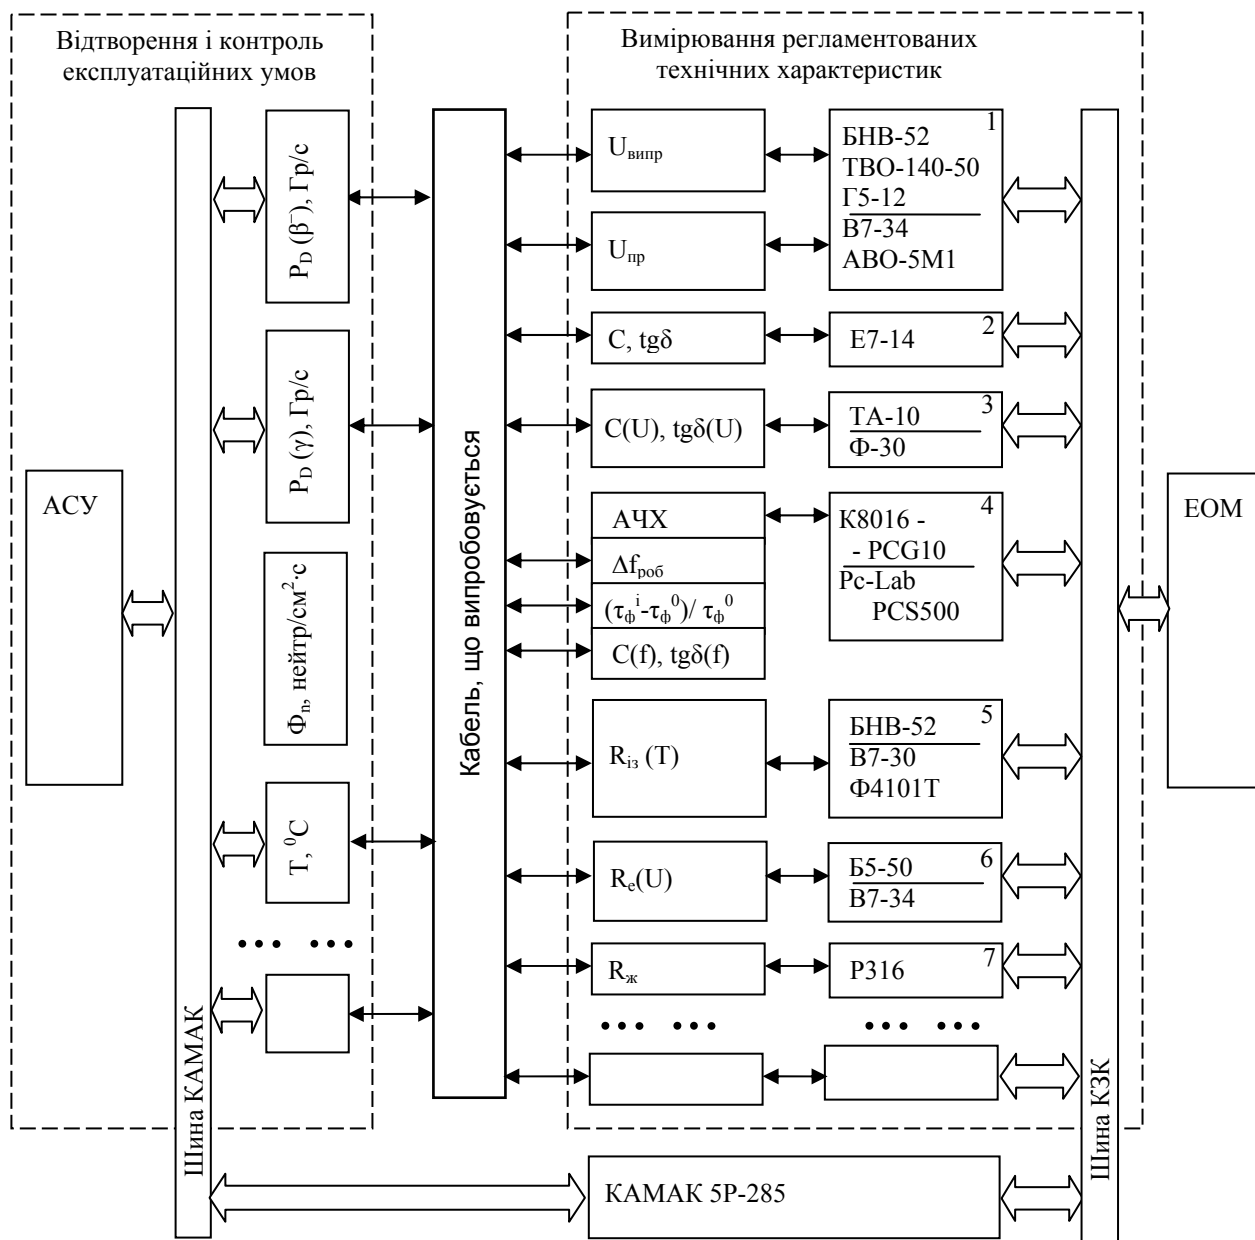 Відтворення і контроль
експлуатаційних умов
АСУ
Шина КАМАК
P_D (β⁻), Гр/с
P_D (γ), Гр/с
Ф_n, нейтр/см²·с
T, ⁰C
••• •••
Кабель, що випробовується
Вимірювання регламентованих
технічних характеристик
U_випр
U_пр
БНВ-52 1
ТВО-140-50
Г5-12
В7-34
АВО-5М1
C, tgδ
Е7-14 2
C(U), tgδ(U)
ТА-10 3
Ф-30
АЧХ
Δf_роб
(τ_ф^i-τ_ф^0)/ τ_ф^0
C(f), tgδ(f)
К8016 - 4
- PCG10
Pc-Lab
PCS500
R_із (T)
БНВ-52 5
В7-30
Ф4101Т
R_e(U)
Б5-50 6
В7-34
R_ж
Р316 7
••• ••• ••• •••
Шина КЗК
ЕОМ
КАМАК 5Р-285